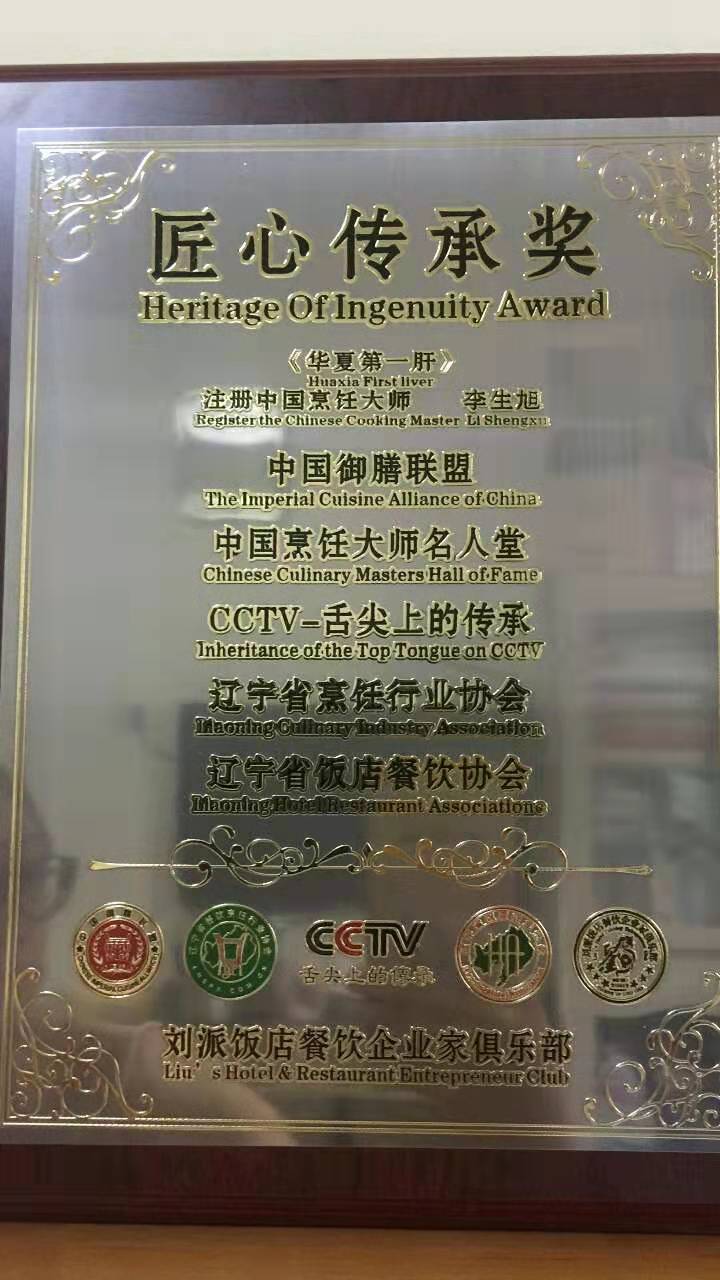 匠心传承奖
Heritage Of Ingenuity Award
《华夏第一肝》
Huaxia First liver
注册中国烹饪大师 李生旭
Register the Chinese Cooking Master Li Shengxu
中国御膳联盟
The Imperial Cuisine Alliance of China
中国烹饪大师名人堂
Chinese Culinary Masters Hall of Fame
CCTV-舌尖上的传承
Inheritance of the Top Tongue on CCTV
辽宁省烹饪行业协会
Liaoning Culinary Industry Association
辽宁省饭店餐饮协会
Liaoning Hotel Restaurant Associations
CCTV
舌尖上的传承
刘派饭店餐饮企业家俱乐部
Liu's Hotel & Restaurant Entrepreneur Club